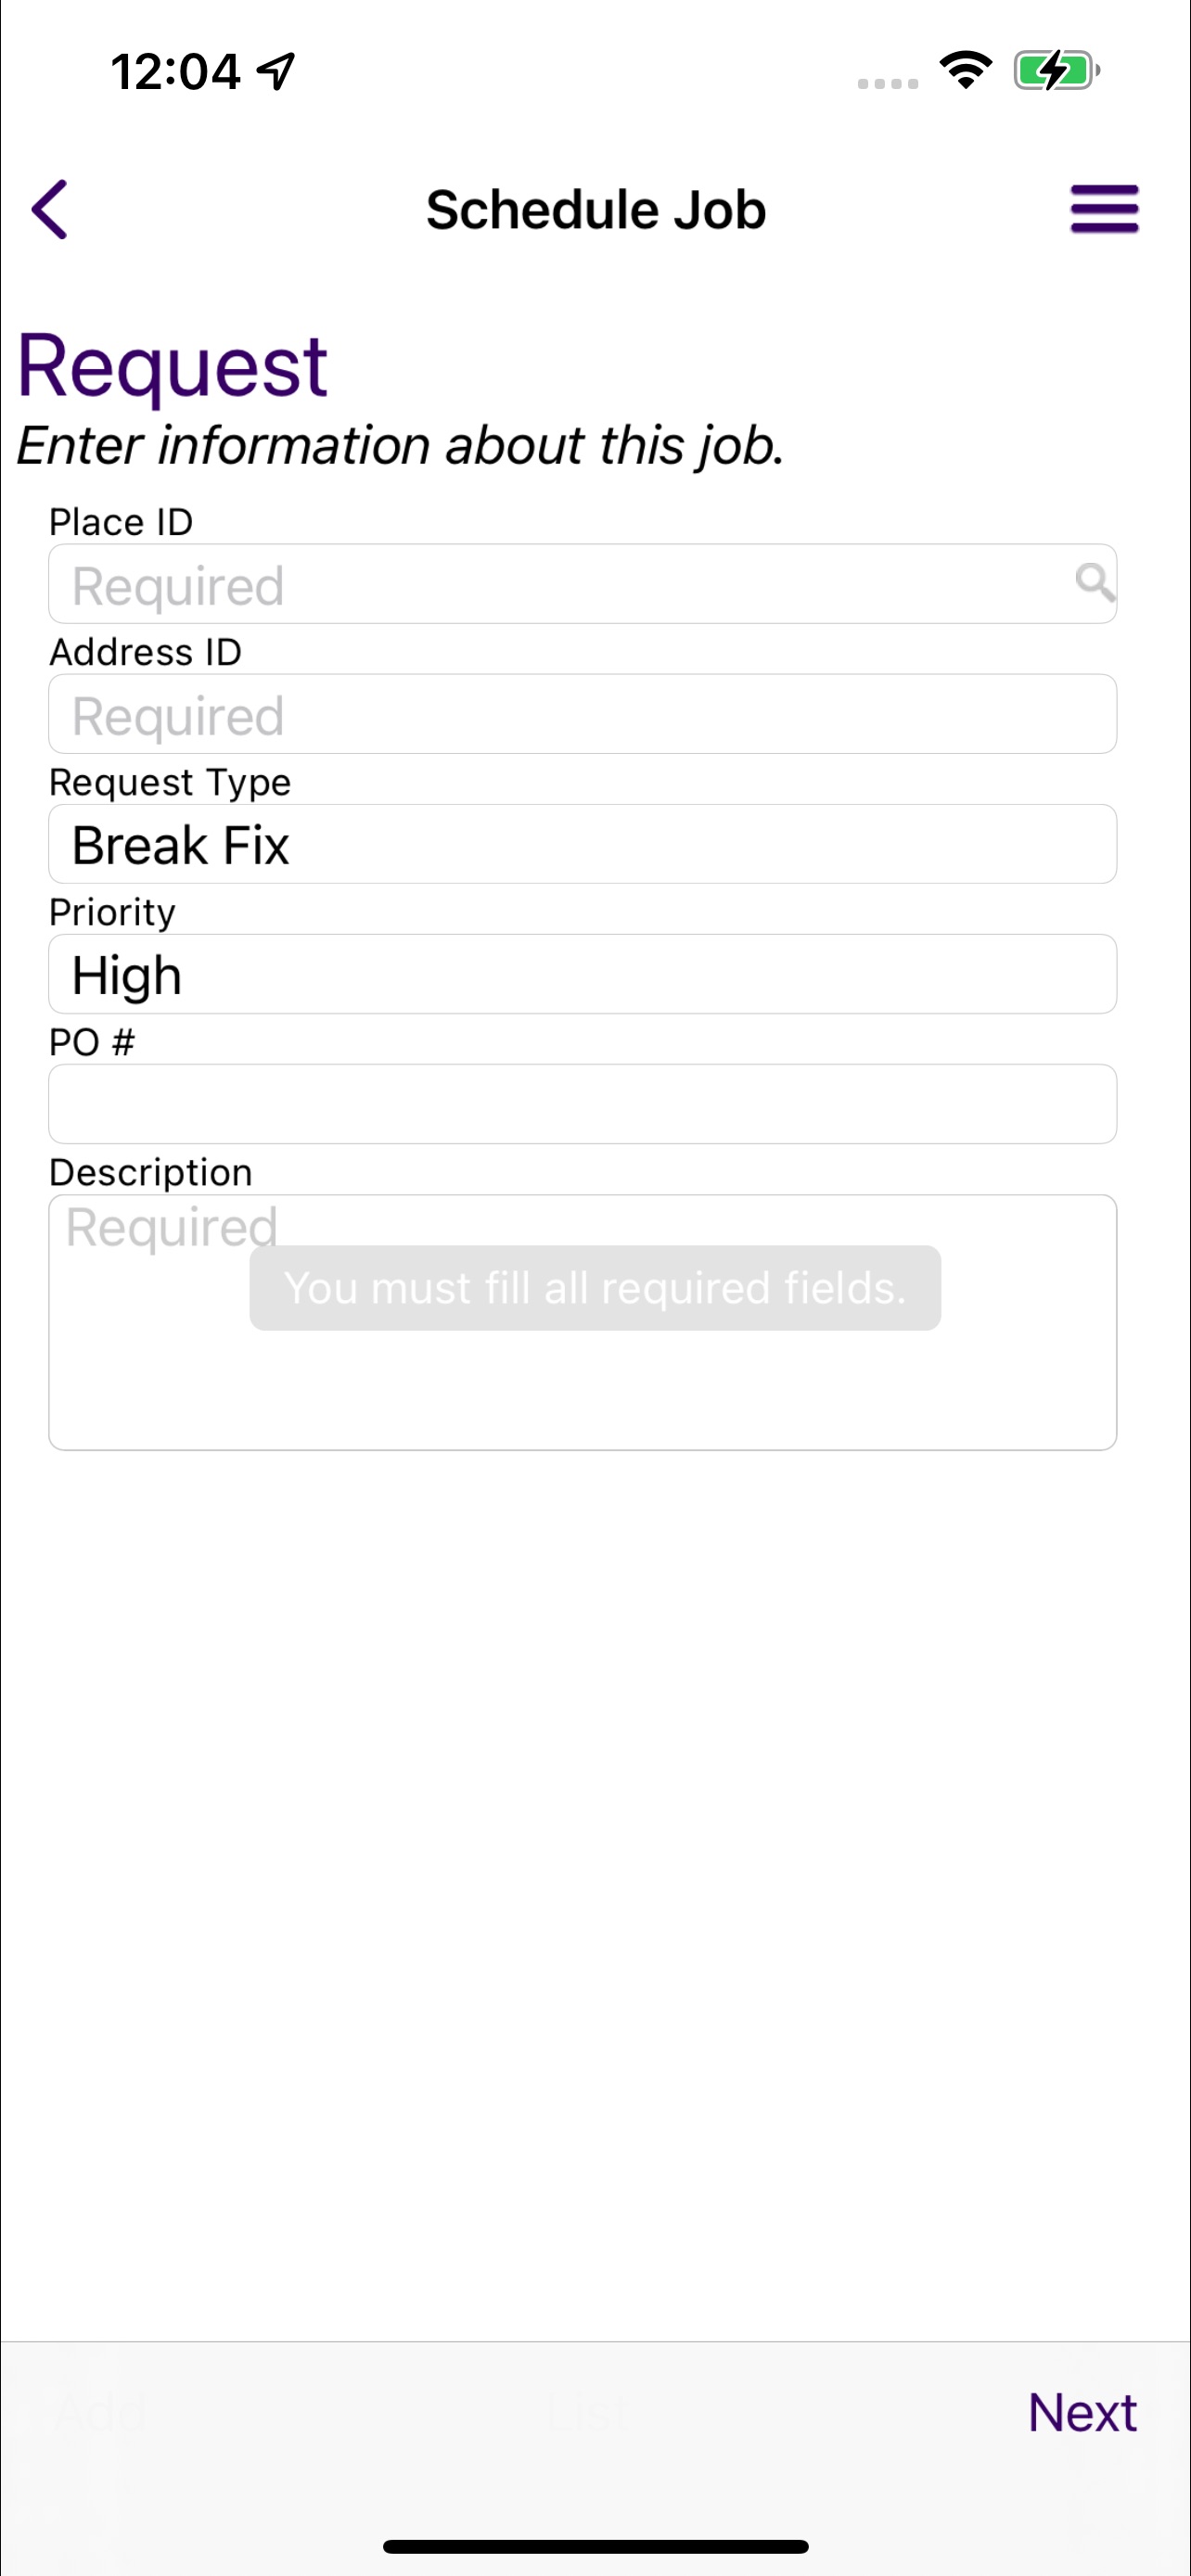 12:04
Schedule Job
Request
Enter information about this job.
Place ID
Required
Address ID
Required
Request Type
Break Fix
Priority
High
PO #
Description
Required
You must fill all required fields.
Add
List
Next